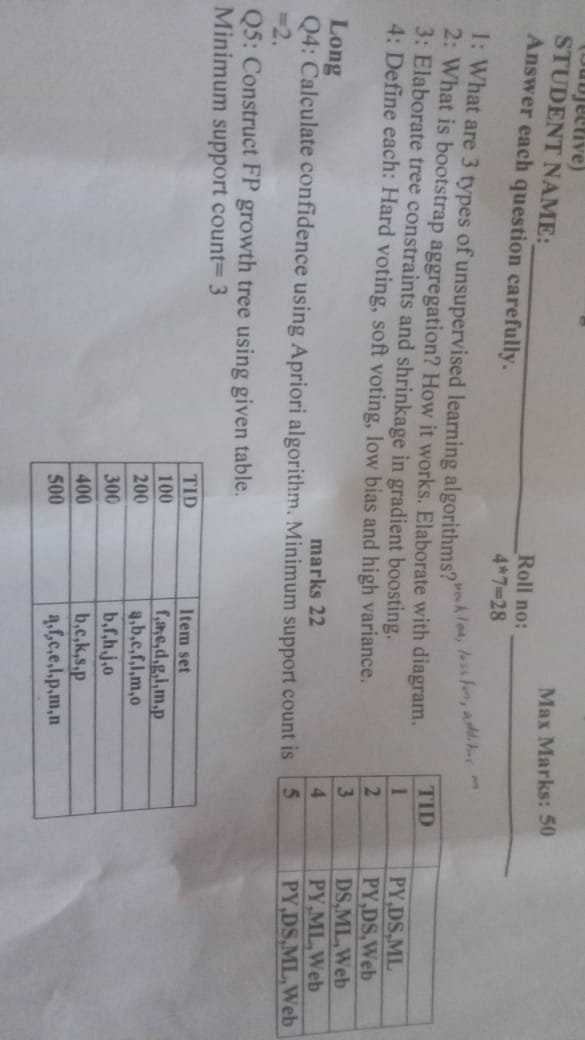 STUDENT NAME: Roll no: Max Marks: 50
Answer each question carefully. 4*7=28
1: What are 3 types of unsupervised learning algorithms?
2: What is bootstrap aggregation? How it works. Elaborate with diagram.
3: Elaborate tree constraints and shrinkage in gradient boosting.
4: Define each: Hard voting, soft voting, low bias and high variance.
Long marks 22
Q4: Calculate confidence using Apriori algorithm. Minimum support count is
=2.
TID
1 PY,DS,ML
2 PY,DS,Web
3 DS,ML,Web
4 PY,ML,Web
5 PY,DS,ML,Web
Q5: Construct FP growth tree using given table.
Minimum support count= 3
TID Item set
100
200 a,b,c,f,l,m,o
300 b,f,h,j,o
400 b,c,k,s,p
500 a,f,c,e,l,p,m,n